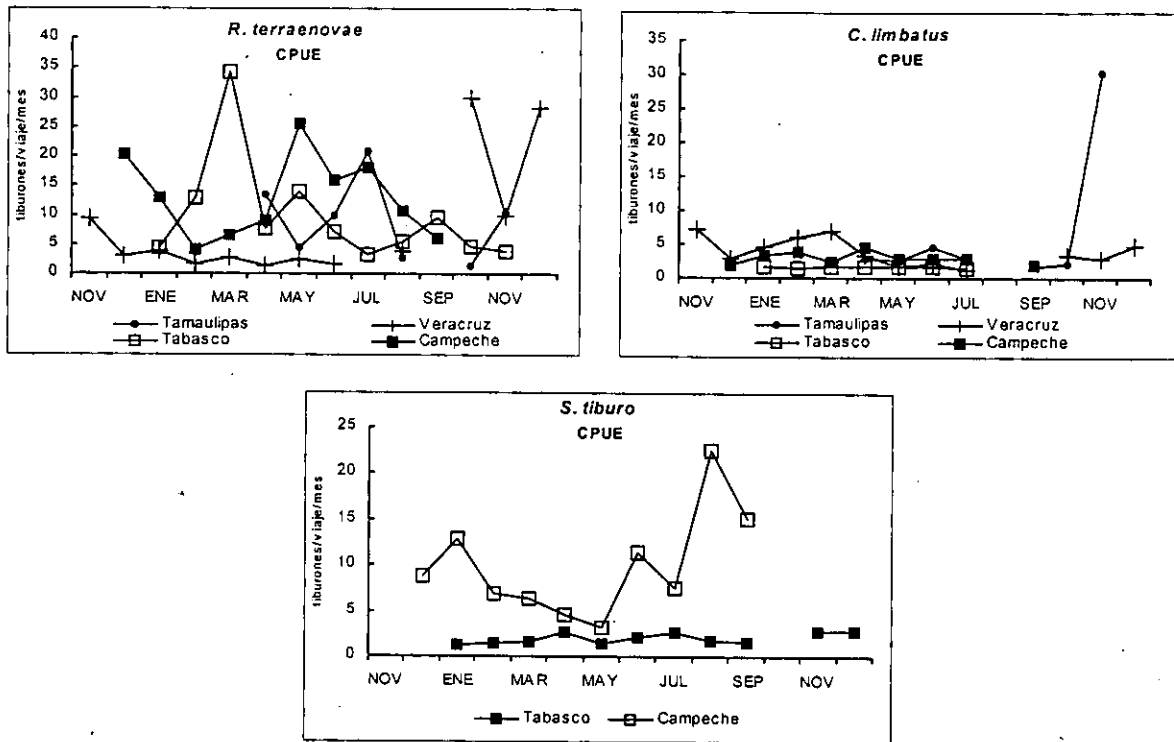 R. terraenovae
CPUE
tiburones/viaje/mes
40
35
30
25
20
15
10
5
0
NOV ENE MAR MAY JUL SEP NOV
Tamaulipas Veracruz
Tabasco Campeche
C. limbatus
CPUE
tiburones/viaje/mes
35
30
25
20
15
10
5
0
NOV ENE MAR MAY JUL SEP NOV
Tamaulipas Veracruz
Tabasco Campeche
S. tiburo
CPUE
tiburones/viaje/mes
25
20
15
10
5
0
NOV ENE MAR MAY JUL SEP NOV
Tabasco Campeche